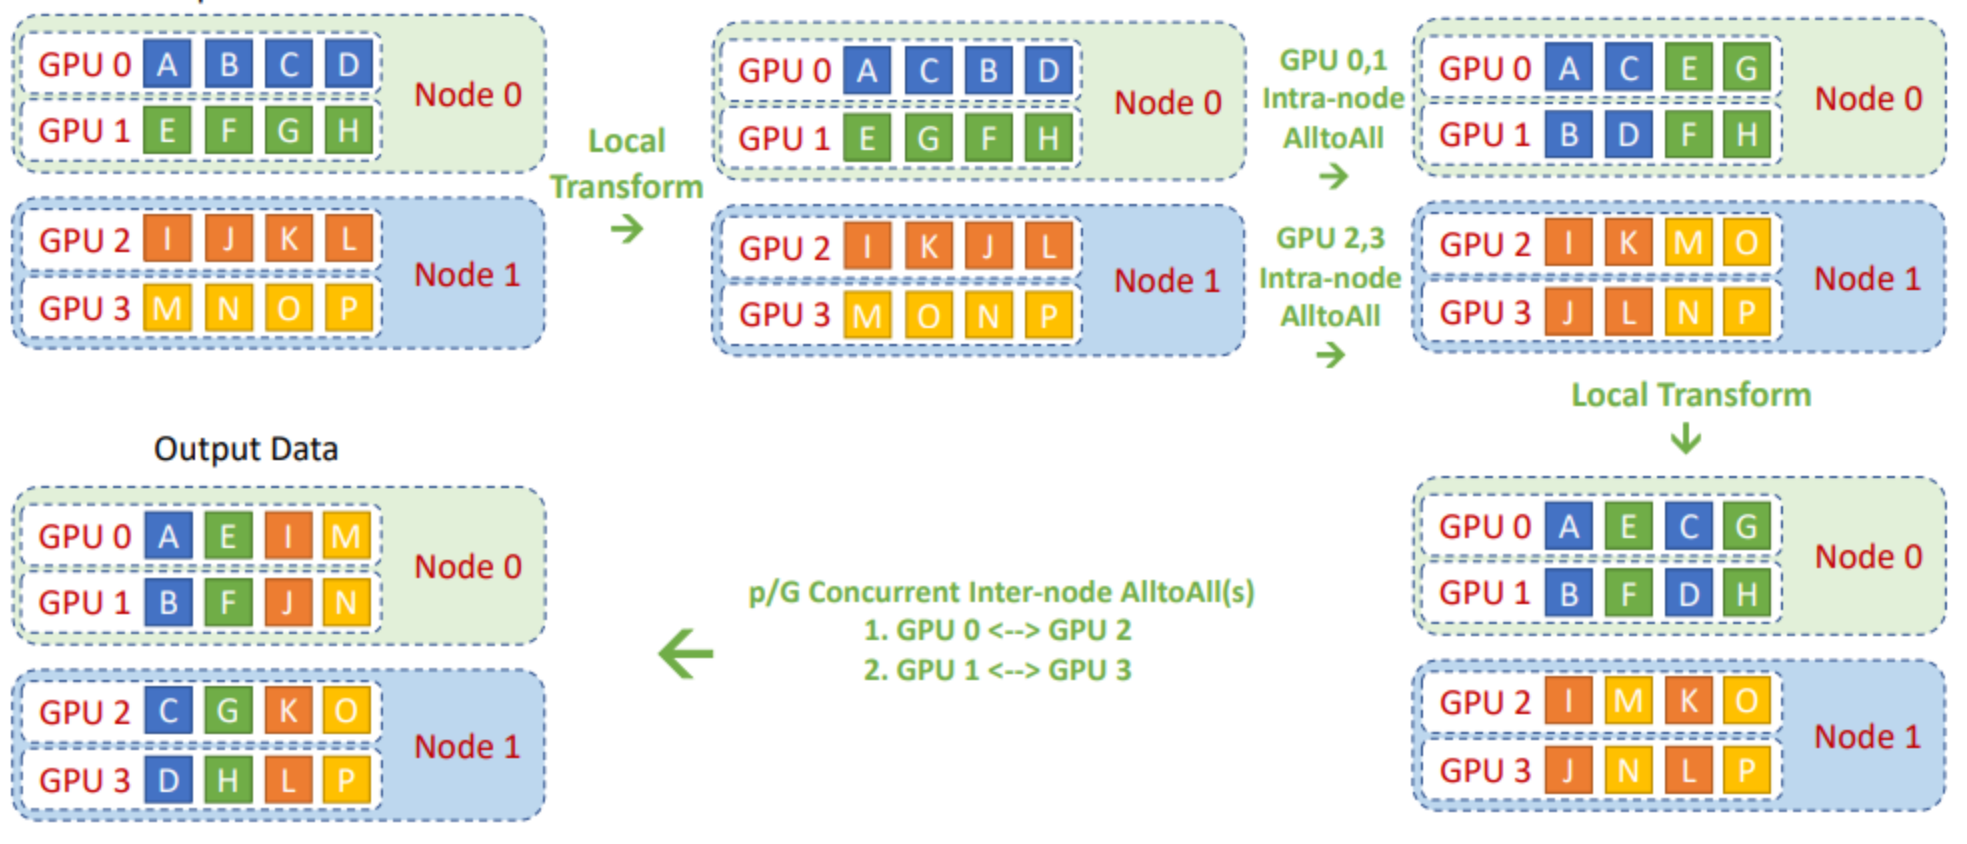 GPU 0 A B C D
GPU 1 E F G H
Node 0
GPU 2 I J K L
GPU 3 M N O P
Node 1
Local
Transform
→
GPU 0 A C B D
GPU 1 E G F H
Node 0
GPU 2 I K J L
GPU 3 M O N P
Node 1
GPU 0,1
Intra-node
AlltoAll
→
GPU 2,3
Intra-node
AlltoAll
→
GPU 0 A C E G
GPU 1 B D F H
Node 0
GPU 2 I K M O
GPU 3 J L N P
Node 1
Local Transform
↓
GPU 0 A E C G
GPU 1 B F D H
Node 0
GPU 2 I M K O
GPU 3 J N L P
Node 1
p/G Concurrent Inter-node AlltoAll(s)
1. GPU 0 <--> GPU 2
2. GPU 1 <--> GPU 3
←
Output Data
GPU 0 A E I M
GPU 1 B F J N
Node 0
GPU 2 C G K O
GPU 3 D H L P
Node 1